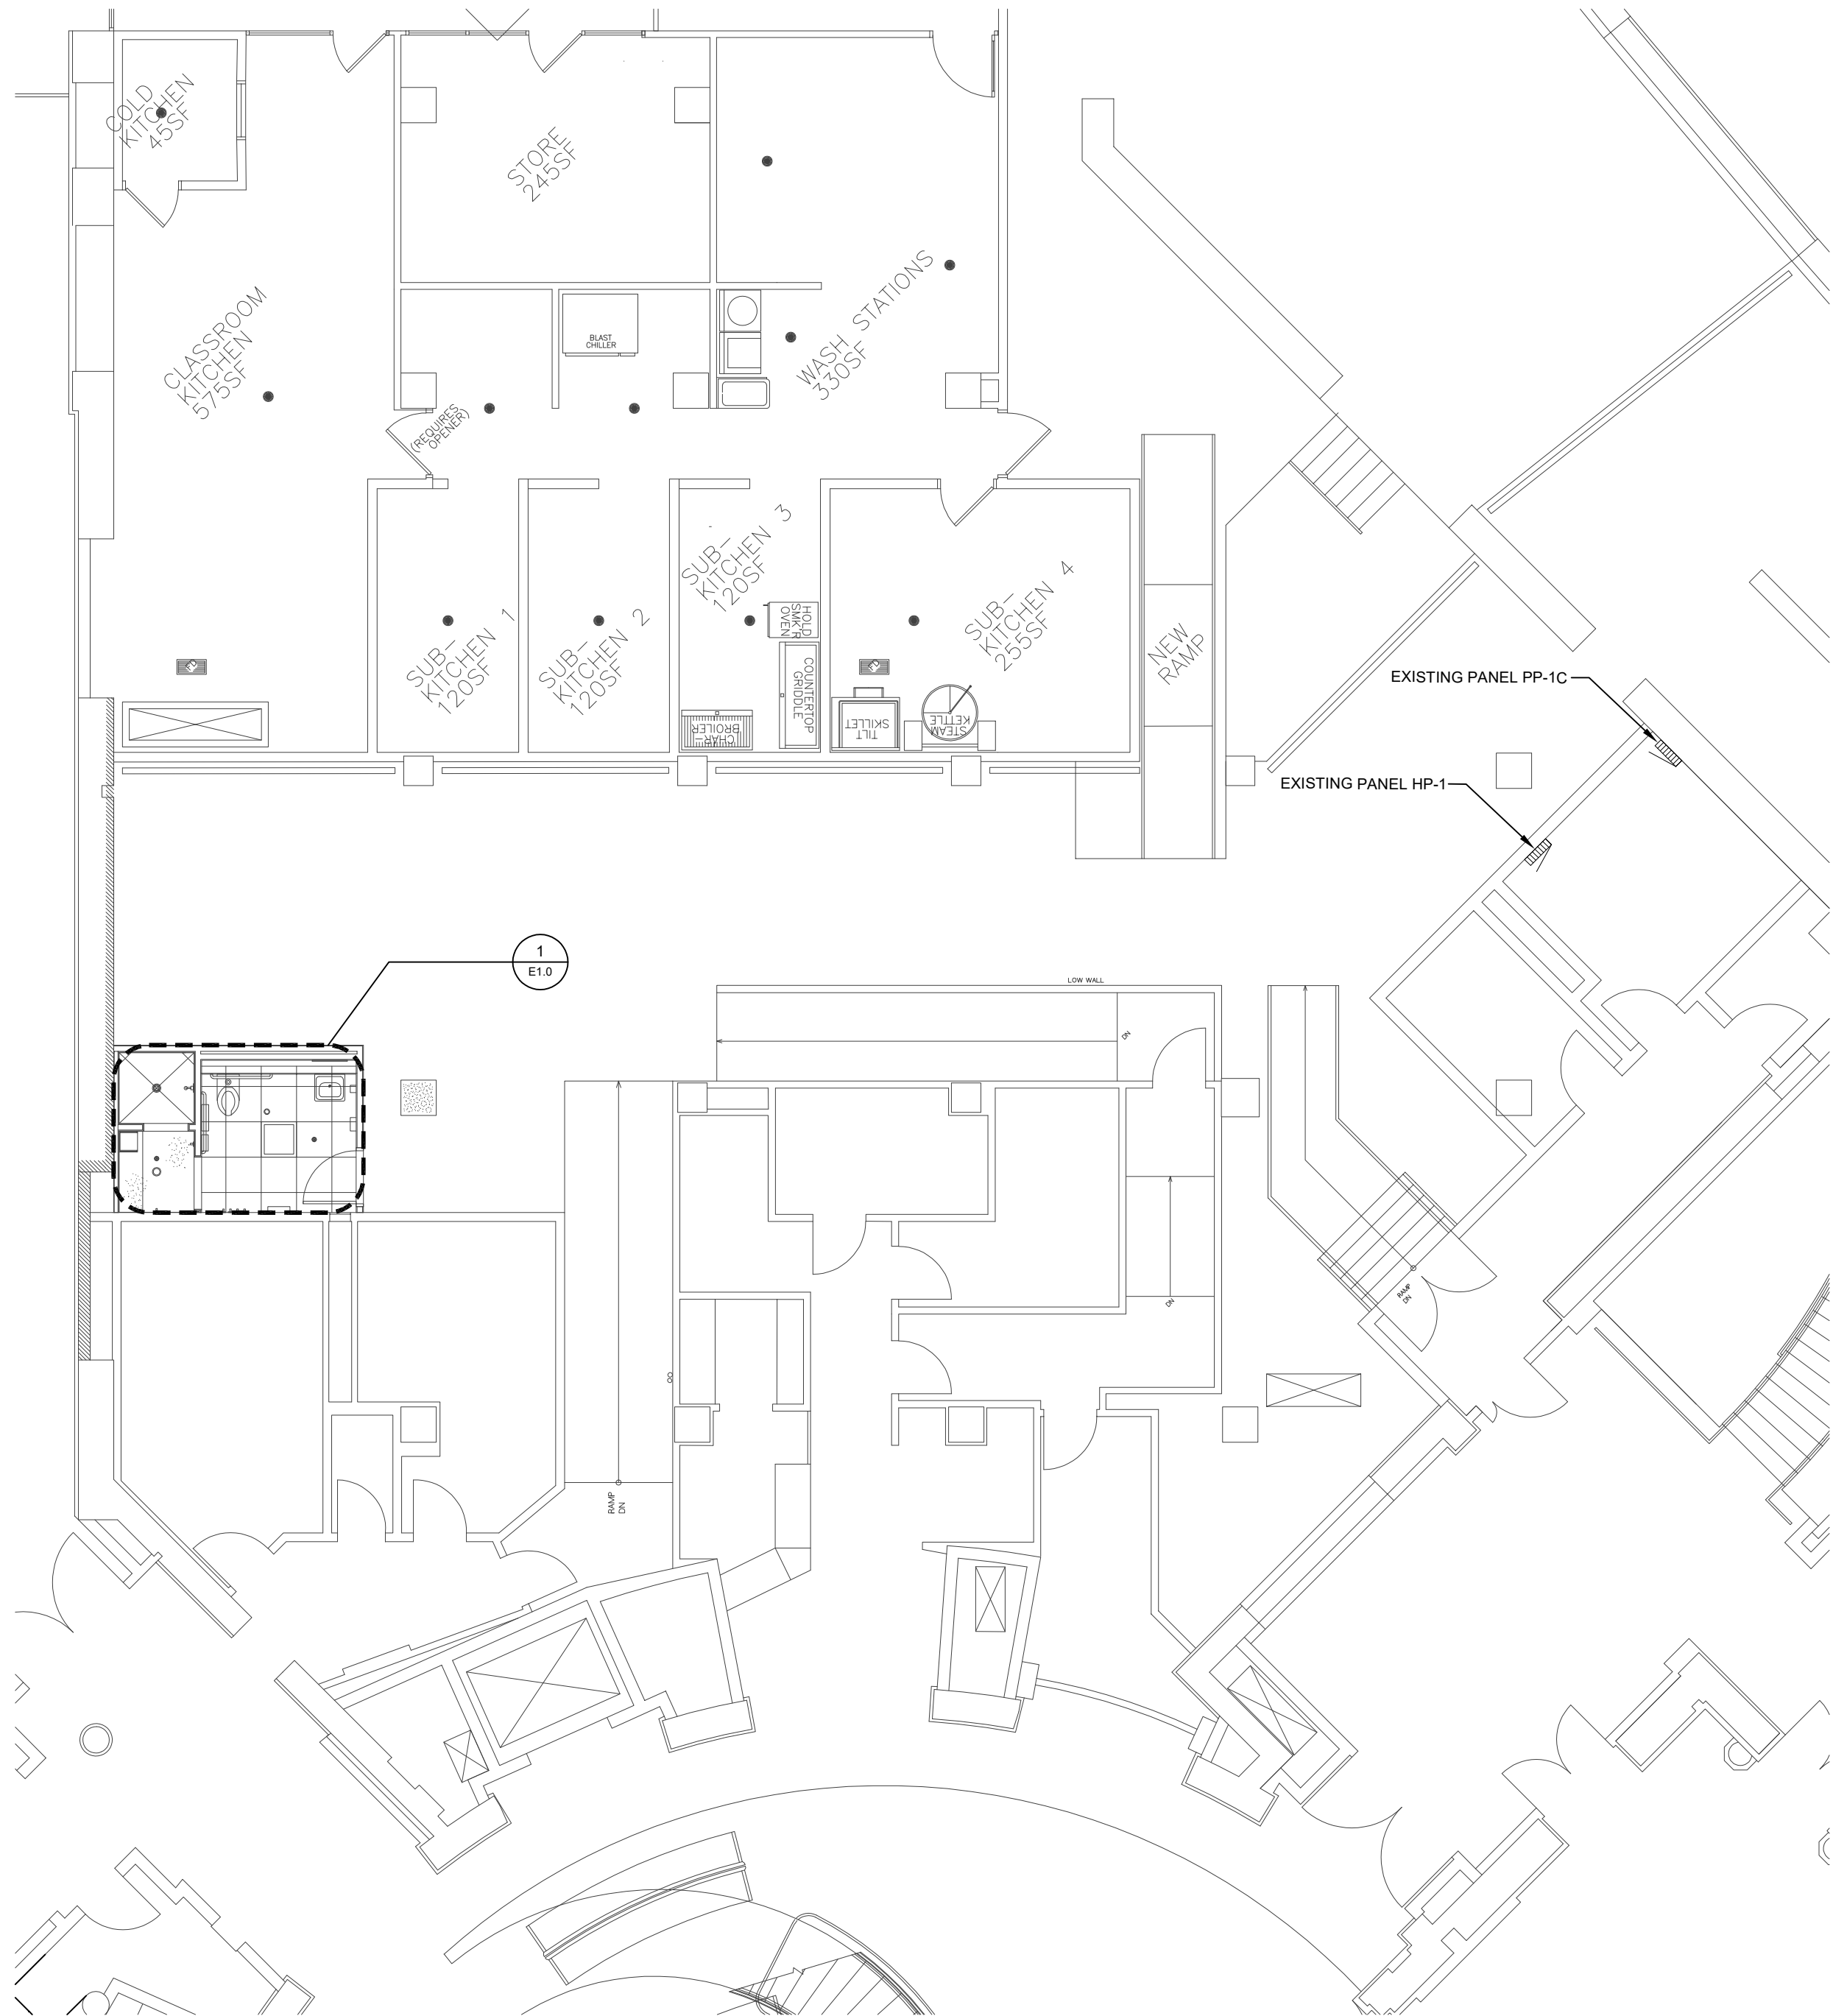 COLD
KITCHEN
45SF
STORE
245SF
CLASSROOM
KITCHEN
575SF
BLAST
CHILLER
WASH STATIONS
330SF
(REQUIRES
OPENER)
SUB-
KITCHEN 1
120SF
SUB-
KITCHEN 2
120SF
SUB-
KITCHEN 3
120SF
SUB-
KITCHEN 4
255SF
HOLD
SMK'R
OVEN
COUNTERTOP
GRIDDLE
CHAR-
BROILER
FD
FD
TILT
SKILLET
STEAM
KETTLE
NEW
RAMP
EXISTING PANEL PP-1C
EXISTING PANEL HP-1
1
E1.0
LOW WALL
DN
DN
RAMP
DN
RAMP
DN